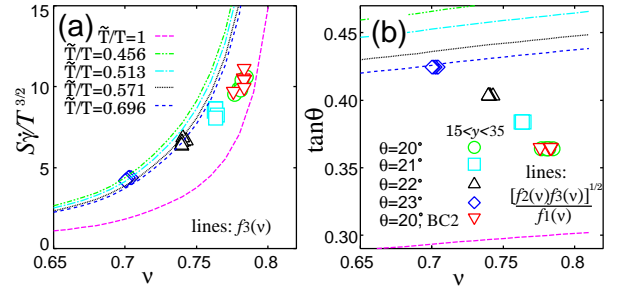 (a)
T̃/T=1
T̃/T=0.456
T̃/T=0.513
T̃/T=0.571
T̃/T=0.696
lines: f3(ν)
Sγ̇/T^3/2
15
10
5
0
0.65 0.7 0.75 0.8
ν
(b)
15<y<35
θ=20°
θ=21°
θ=22°
θ=23°
θ=20°, BC2
lines:
[f2(ν)f3(ν)]^1/2
f1(ν)
tanθ
0.45
0.40
0.35
0.30
0.65 0.7 0.75 0.8
ν